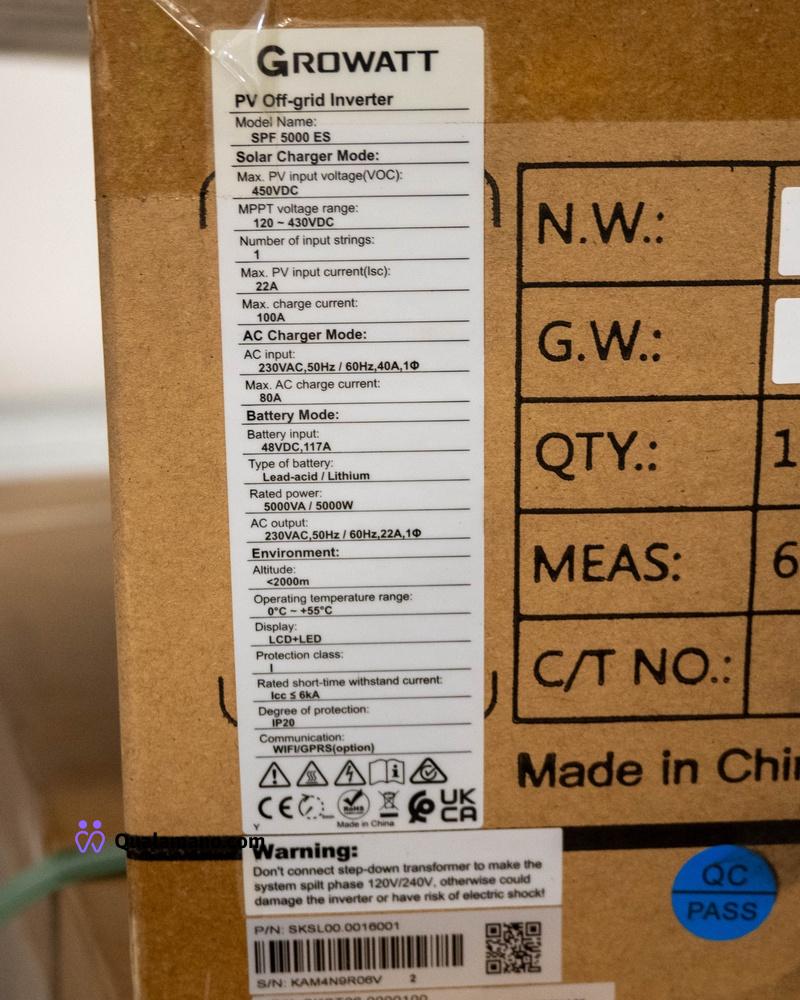 GROWATT
PV Off-grid Inverter
Model Name:
SPF 5000 ES
Solar Charger Mode:
Max. PV input voltage(VOC):
450VDC
MPPT voltage range:
120 ~ 430VDC
Number of input strings:
1
Max. PV input current(Isc):
22A
Max. charge current:
100A
AC Charger Mode:
AC input:
230VAC,50Hz / 60Hz,40A,1Φ
Max. AC charge current:
80A
Battery Mode:
Battery input:
48VDC,117A
Type of battery:
Lead-acid / Lithium
Rated power:
5000VA / 5000W
AC output:
230VAC,50Hz / 60Hz,22A,1Φ
Environment:
Altitude:
<2000m
Operating temperature range:
0°C ~ +55°C
Display:
LCD+LED
Protection class:
I
Rated short-time withstand current:
Icc ≤ 6kA
Degree of protection:
IP20
Communication:
WIFI/GPRS(option)
CE
RoHS
UK
CA
Made in China
Y
Warning:
Don't connect step-down transformer to make the
system spilt phase 120V/240V, otherwise could
damage the inverter or have risk of electric shock!
P/N: SKSL00.0016001
S/N: KAM4N9R06V 2
N.W.:
G.W.:
QTY.: 1
MEAS: 6
C/T NO.:
Made in Chi
QC
PASS